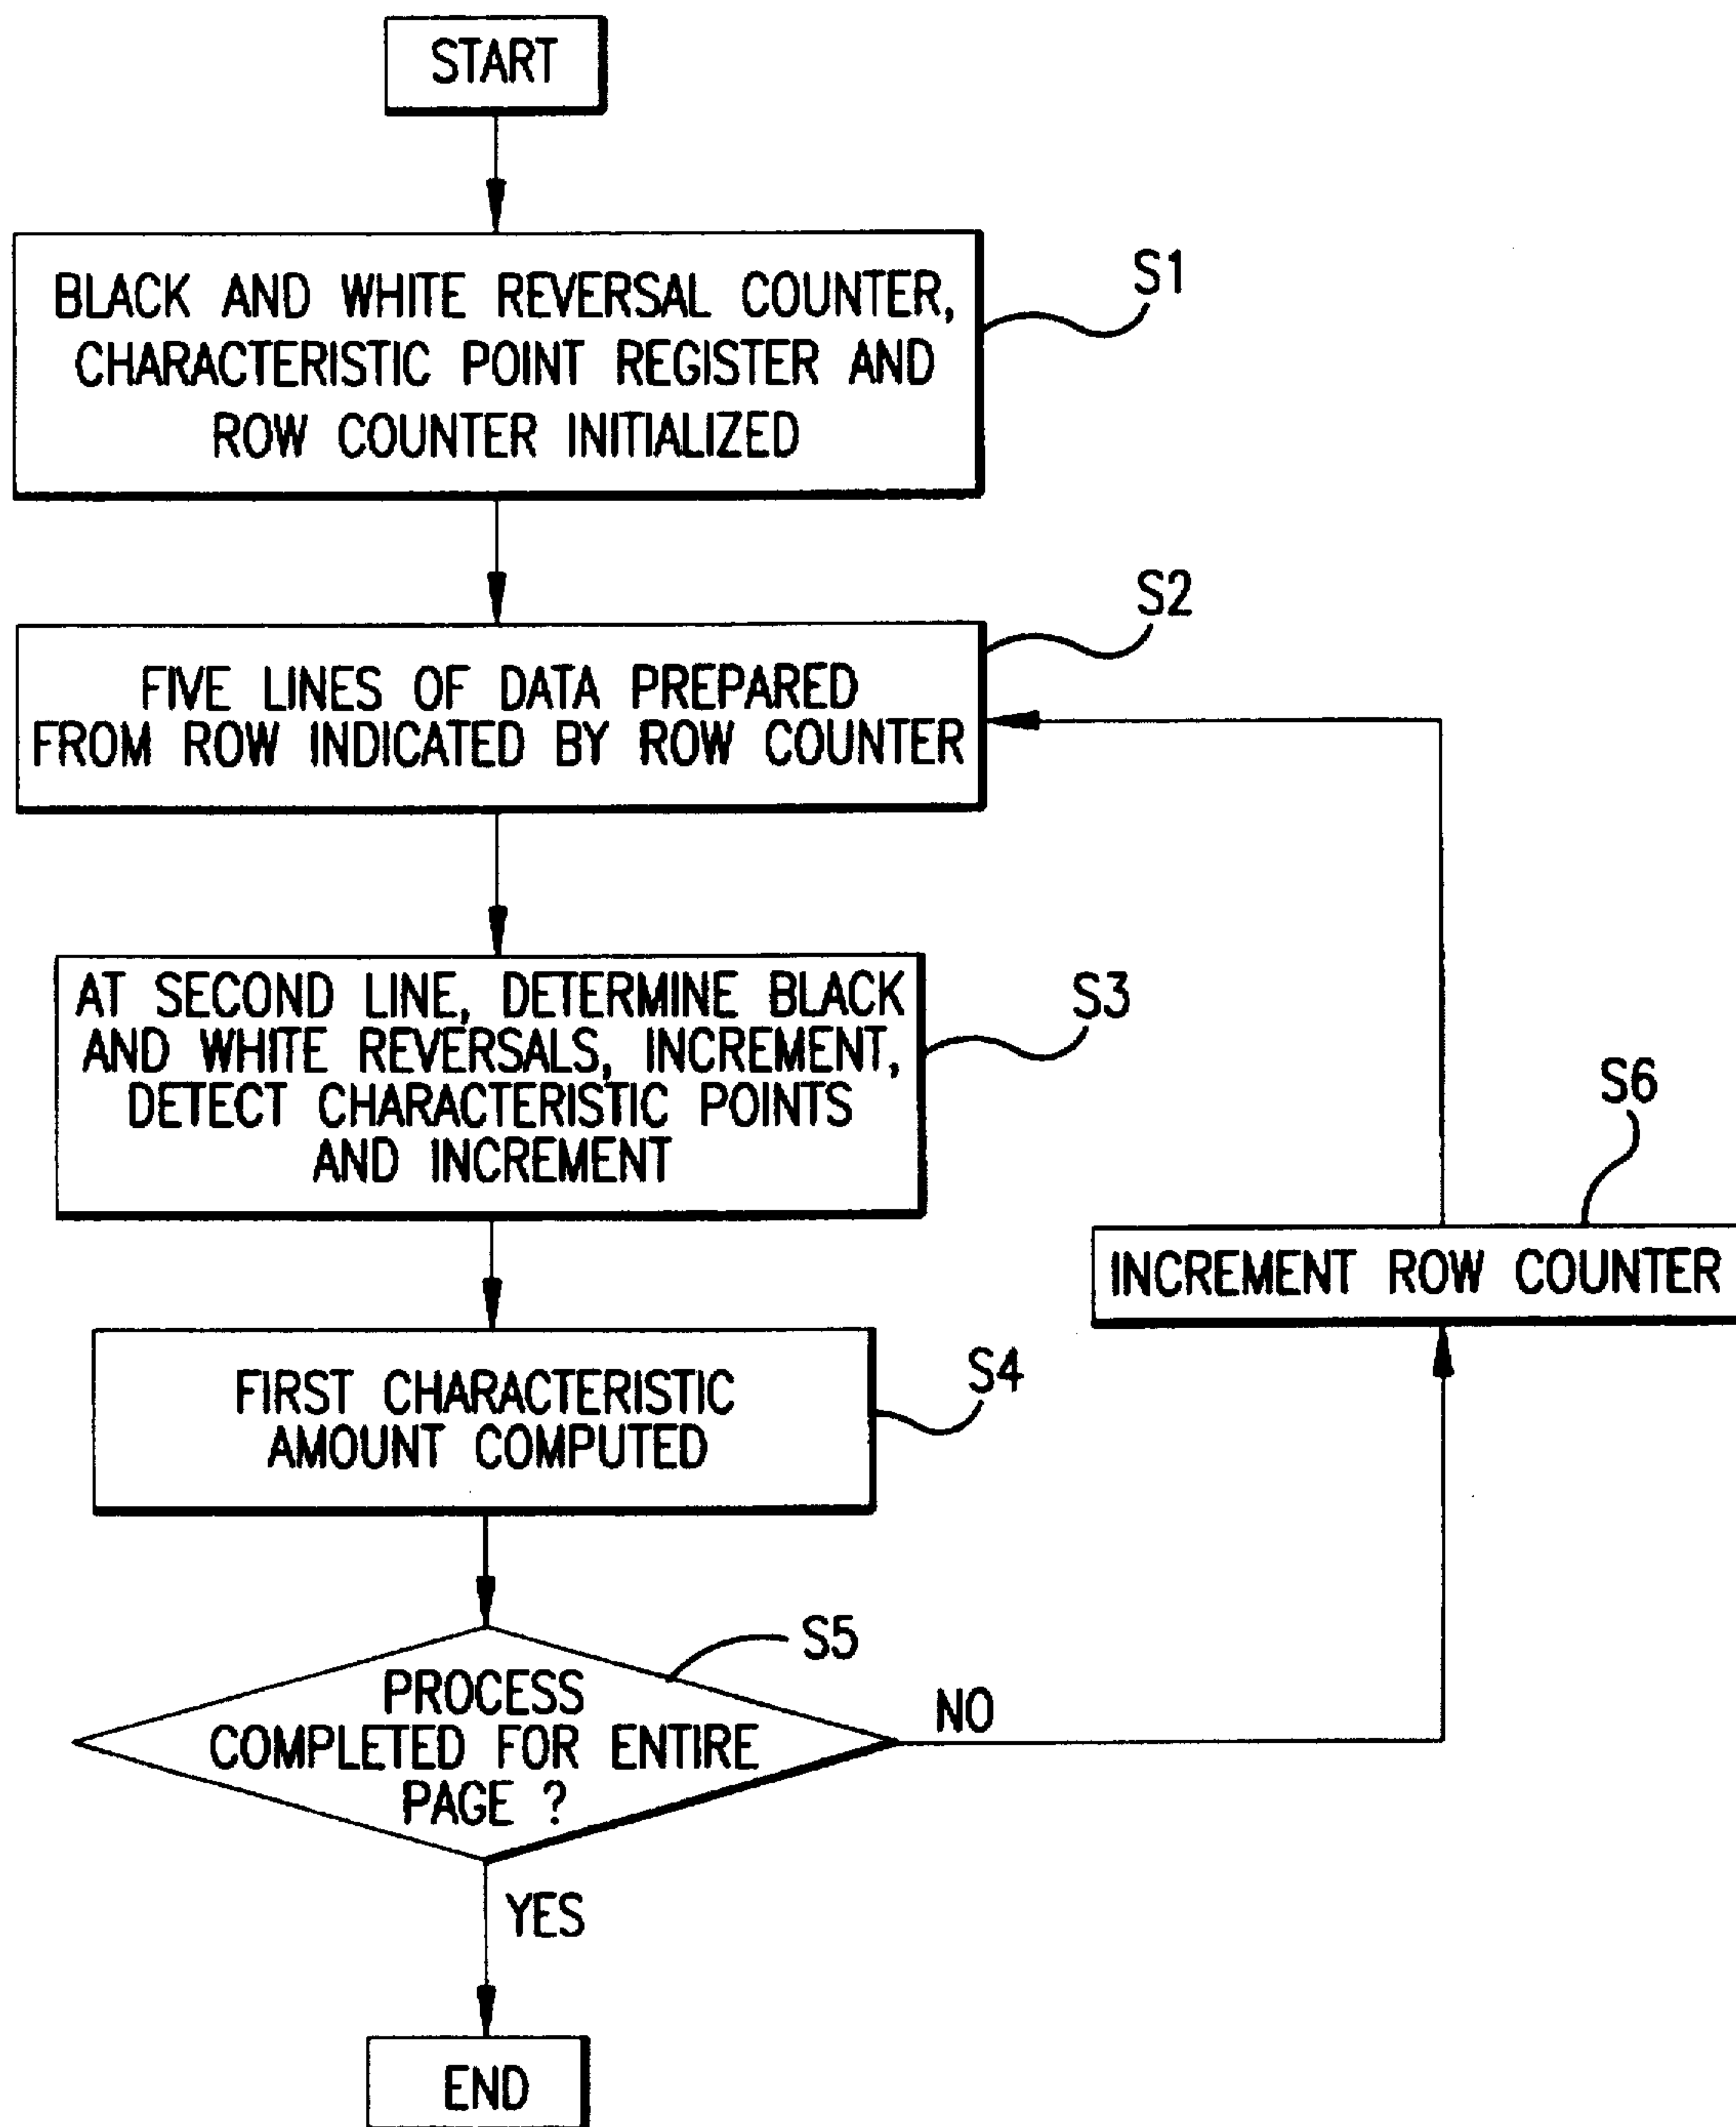 START
BLACK AND WHITE REVERSAL COUNTER,
CHARACTERISTIC POINT REGISTER AND
ROW COUNTER INITIALIZED
S1
FIVE LINES OF DATA PREPARED
FROM ROW INDICATED BY ROW COUNTER
S2
AT SECOND LINE, DETERMINE BLACK
AND WHITE REVERSALS, INCREMENT,
DETECT CHARACTERISTIC POINTS
AND INCREMENT
S3
FIRST CHARACTERISTIC
AMOUNT COMPUTED
S4
PROCESS
COMPLETED FOR ENTIRE
PAGE ?
S5
NO
S6
INCREMENT ROW COUNTER
YES
END